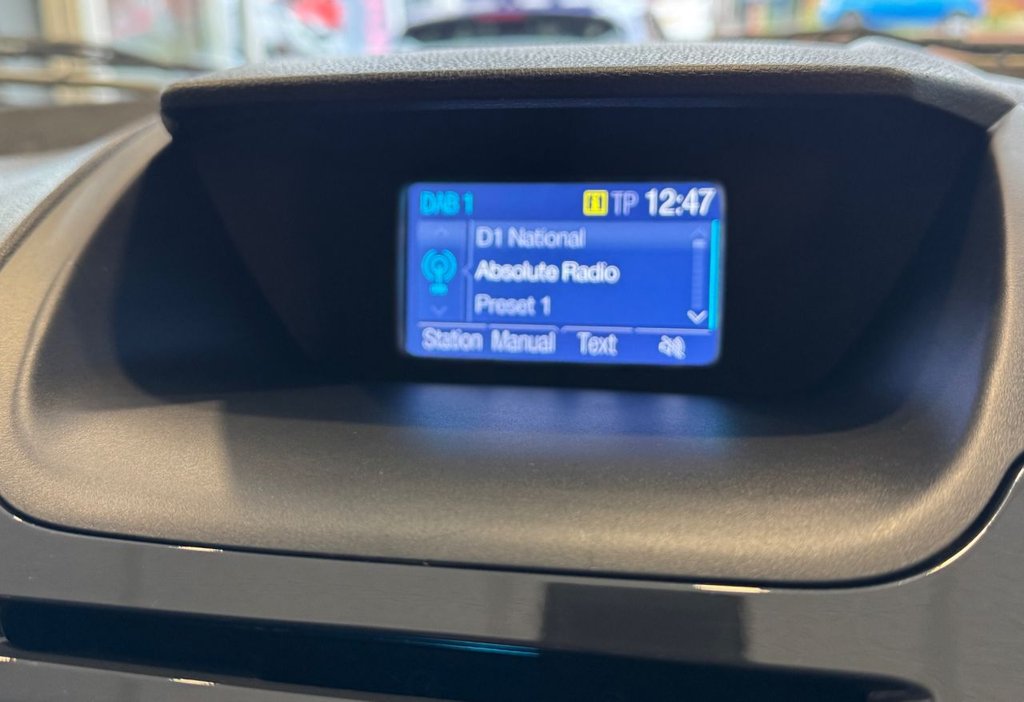 DAB 1 TP 12:47
D1 National
Absolute Radio
Preset 1
Station Manual Text